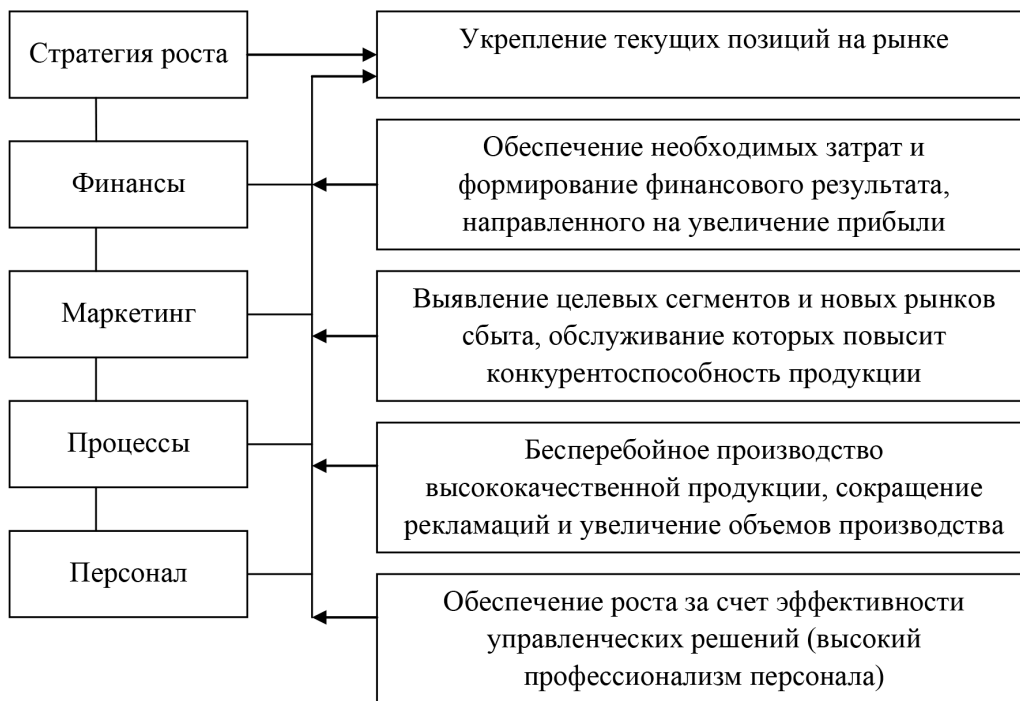 Стратегия роста
Укрепление текущих позиций на рынке
Финансы
Обеспечение необходимых затрат и
формирование финансового результата,
направленного на увеличение прибыли
Маркетинг
Выявление целевых сегментов и новых рынков
сбыта, обслуживание которых повысит
конкурентоспособность продукции
Процессы
Бесперебойное производство
высококачественной продукции, сокращение
рекламаций и увеличение объемов производства
Персонал
Обеспечение роста за счет эффективности
управленческих решений (высокий
профессионализм персонала)